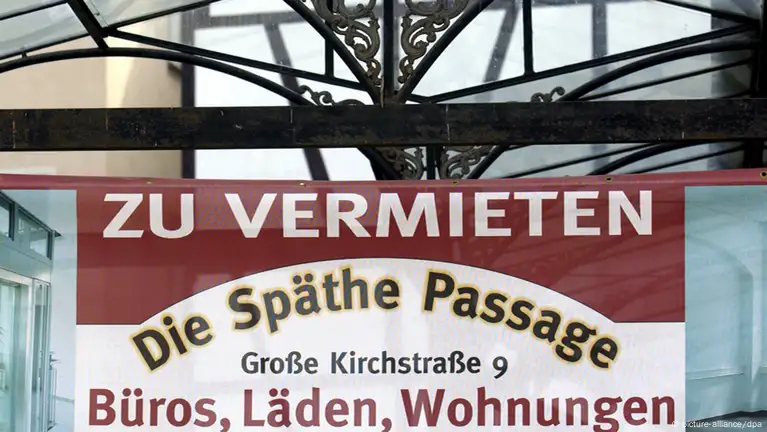 ZU VERMIETEN
Die Späthe Passage
Große Kirchstraße 9
Büros, Läden, Wohnungen
picture-alliance/dpa